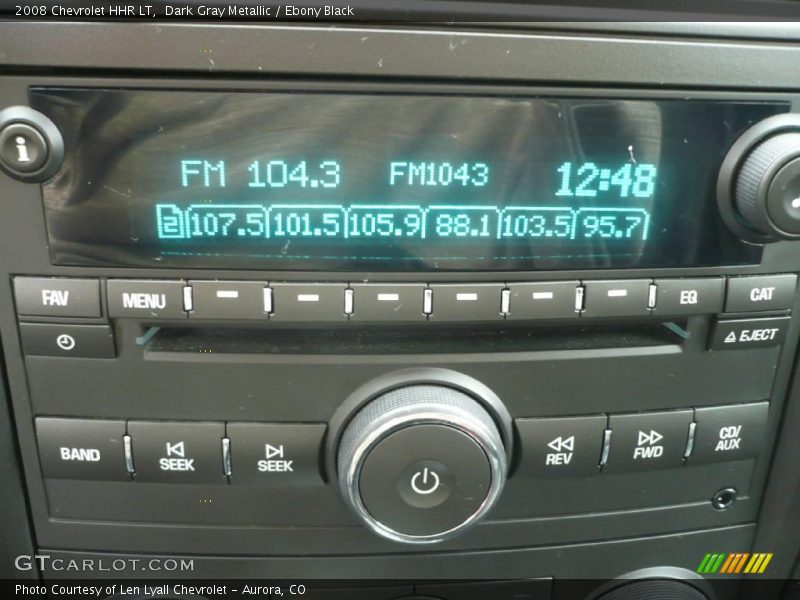 2008 Chevrolet HHR LT, Dark Gray Metallic / Ebony Black
i
FM 104.3 FM1043 12:48
2 107.5 101.5 105.9 88.1 103.5 95.7
FAV MENU EQ CAT
EJECT
BAND SEEK SEEK REV FWD CD/AUX
GTCARLOT.COM
Photo Courtesy of Len Lyall Chevrolet - Aurora, CO